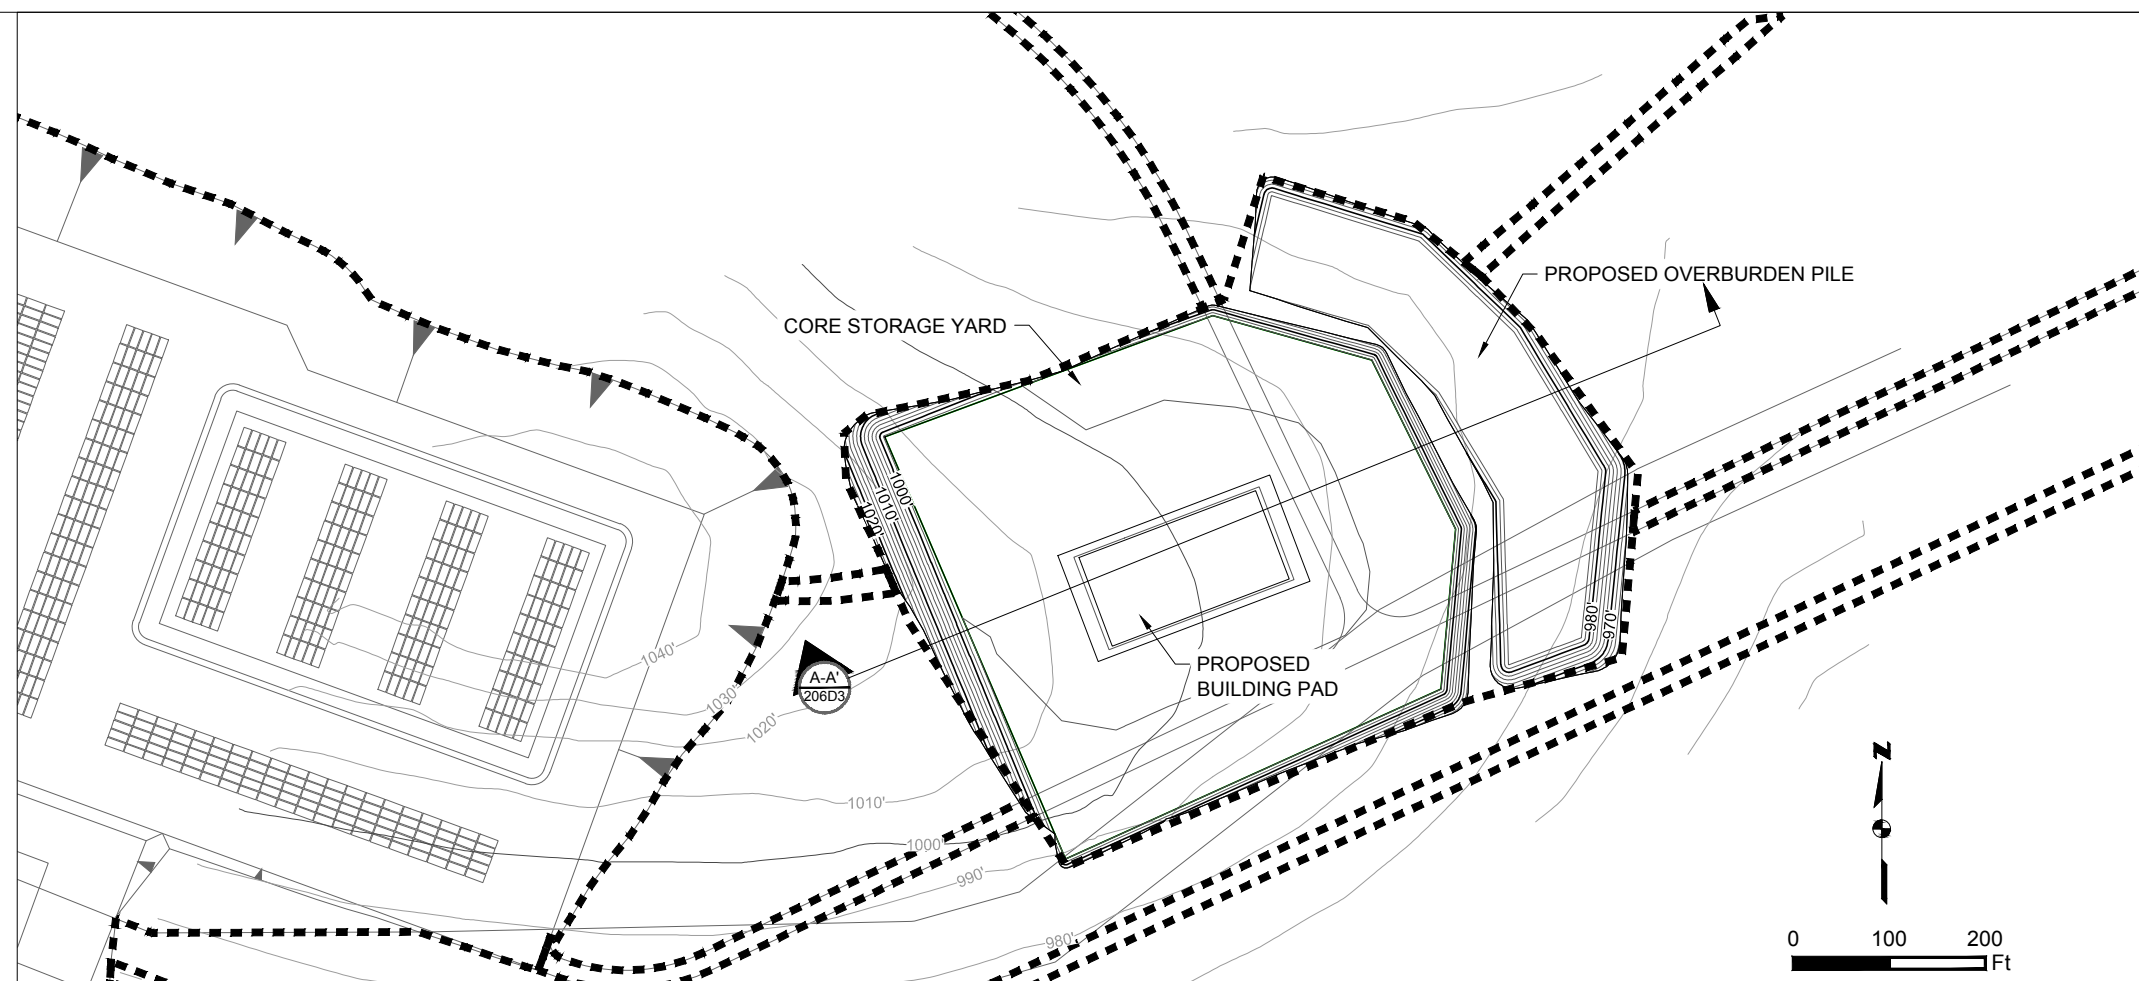 PROPOSED OVERBURDEN PILE
CORE STORAGE YARD
1000'
1010'
1020'
980'
970'
1040'
1030'
1020'
A-A'
206D3
PROPOSED
BUILDING PAD
1010'
1000'
990'
980'
N
0 100 200
Ft